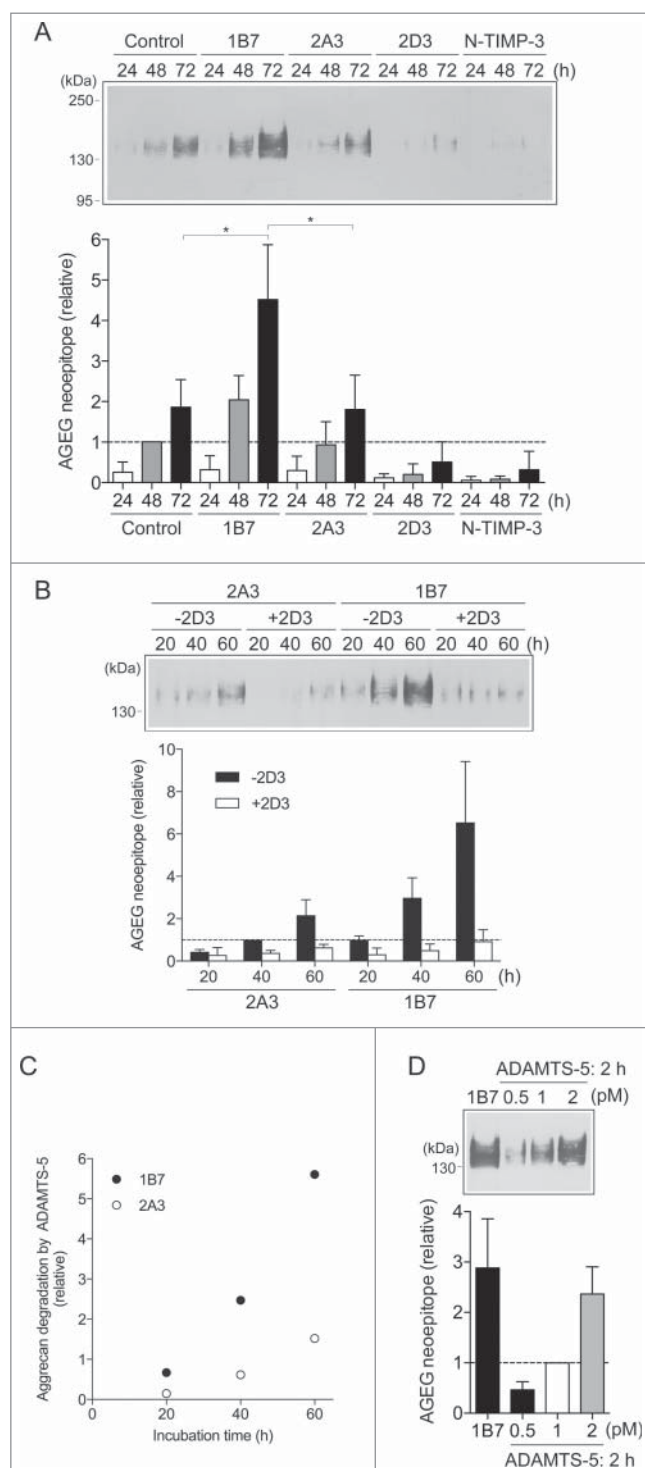 A
Control 1B7 2A3 2D3 N-TIMP-3
24 48 72 24 48 72 24 48 72 24 48 72 24 48 72 (h)
(kDa)
250
130
95
* *
AGEG neoepitope (relative)
6
5
4
3
2
1
0
24 48 72 24 48 72 24 48 72 24 48 72 24 48 72 (h)
Control 1B7 2A3 2D3 N-TIMP-3
B
2A3 1B7
-2D3 +2D3 -2D3 +2D3
20 40 60 20 40 60 20 40 60 20 40 60 (h)
(kDa)
130
AGEG neoepitope (relative)
10
8
6
4
2
0
-2D3
+2D3
20 40 60 20 40 60 (h)
2A3 1B7
C
Aggrecan degradation by ADAMTS-5
(relative)
6
5
4
3
2
1
0
1B7
2A3
0 20 40 60
Incubation time (h)
D
ADAMTS-5: 2 h
1B7 0.5 1 2 (pM)
(kDa)
130
AGEG neoepitope (relative)
4
3
2
1
0
1B7 0.5 1 2 (pM)
ADAMTS-5: 2 h